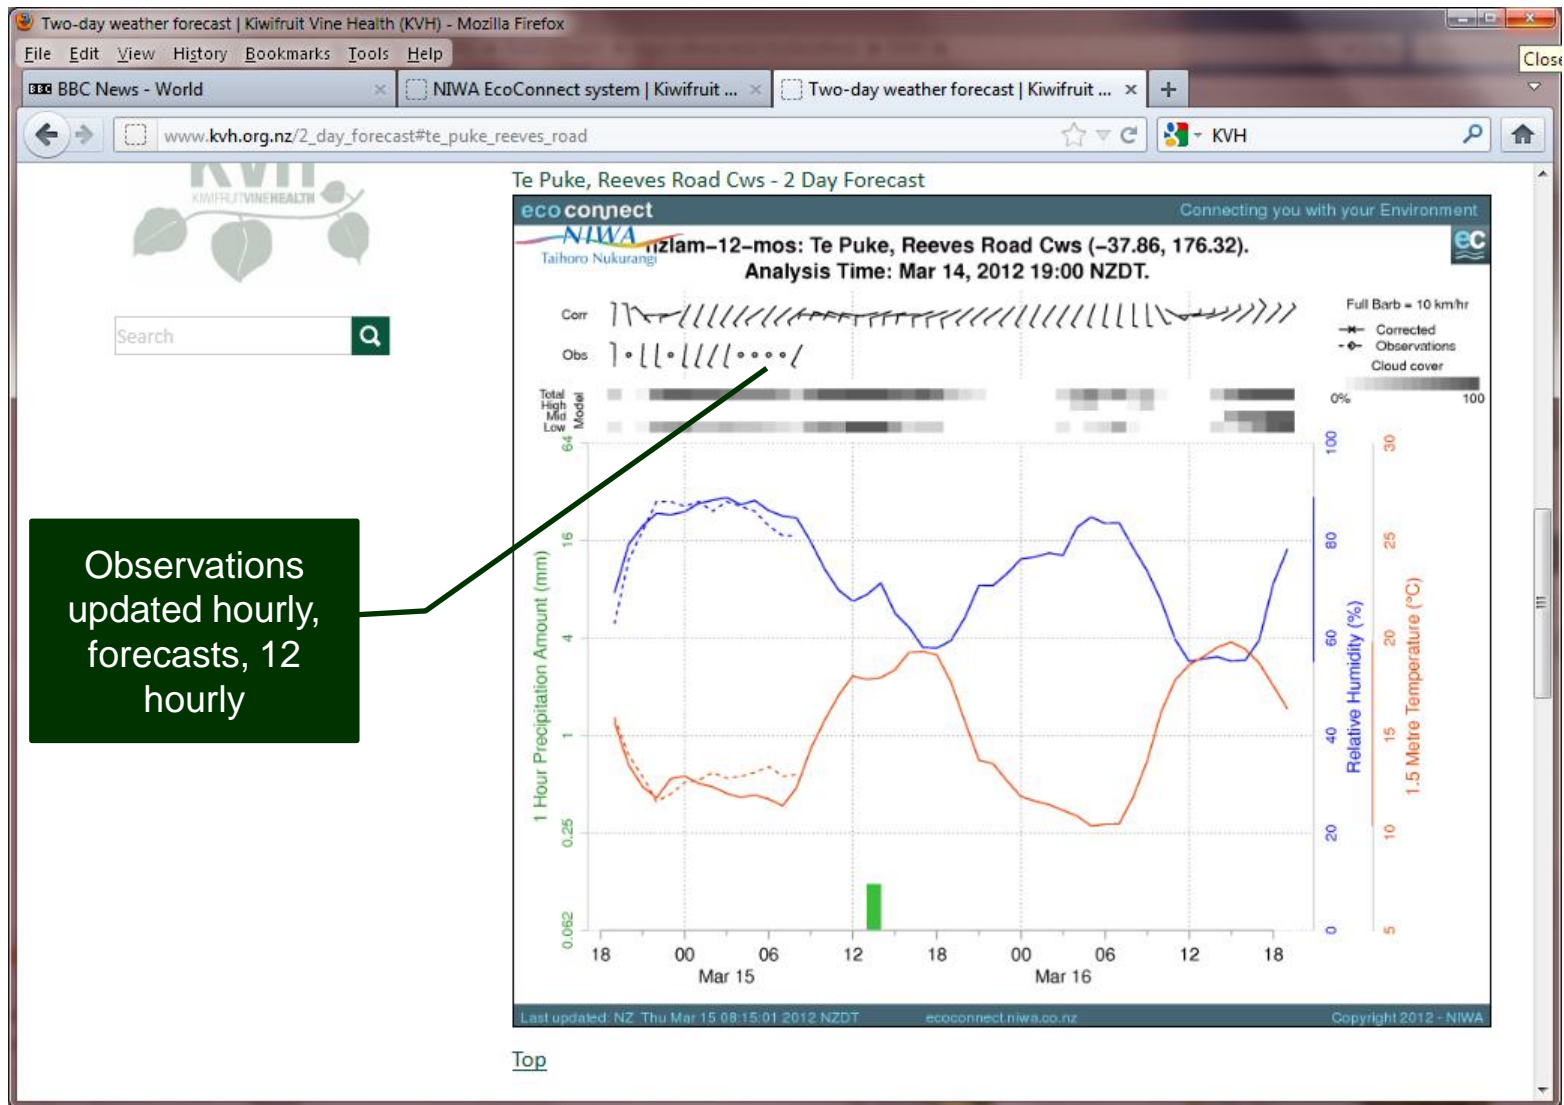 Two-day weather forecast | Kiwifruit Vine Health (KVH) - Mozilla Firefox
File Edit View History Bookmarks Tools Help
Close
BBC BBC News - World
NIWA EcoConnect system | Kiwifruit ...
Two-day weather forecast | Kiwifruit ...
www.kvh.org.nz/2_day_forecast#te_puke_reeves_road
KVH
KVH
KIWIFRUITVINEHEALTH
Search
Te Puke, Reeves Road Cws - 2 Day Forecast
ecoconnect
Connecting you with your Environment
NIWA
Taihoro Nukurangi
ec
nzlam-12-mos: Te Puke, Reeves Road Cws (-37.86, 176.32).
Analysis Time: Mar 14, 2012 19:00 NZDT.
Corr
Obs
Full Barb = 10 km/hr
Corrected
Observations
Cloud cover
0% 100
Total
High
Mid
Low
Model
64
16
4
1
0.25
0.062
1 Hour Precipitation Amount (mm)
100
80
60
40
20
0
Relative Humidity (%)
30
25
20
15
10
5
1.5 Metre Temperature (°C)
18 00 06 12 18 00 06 12 18
Mar 15 Mar 16
Last updated: NZ Thu Mar 15 08:15:01 2012 NZDT
ecoconnect.niwa.co.nz
Copyright 2012 - NIWA
Top
Observations
updated hourly,
forecasts, 12
hourly